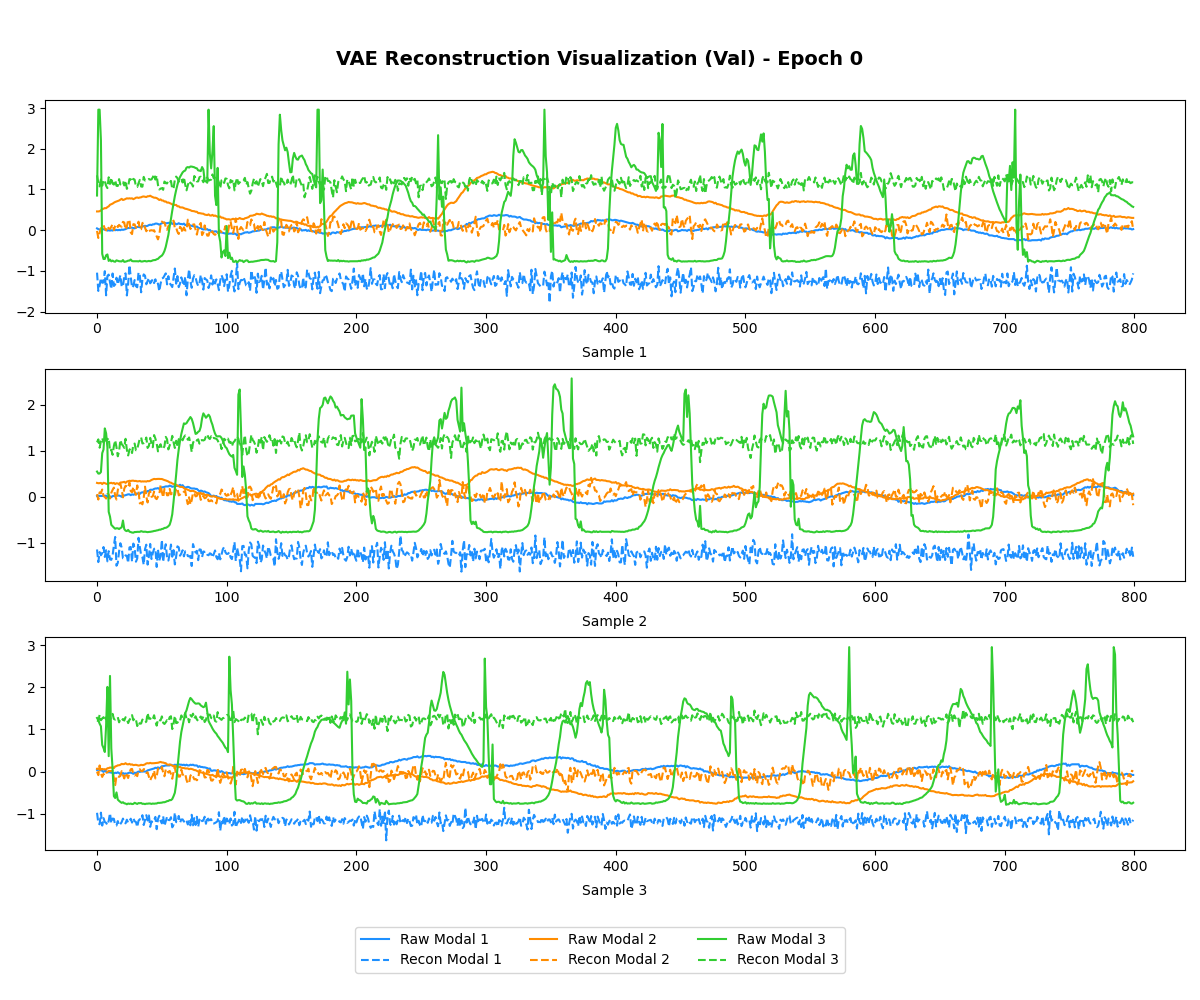 VAE Reconstruction Visualization (Val) - Epoch 0
3
2
1
0
−1
−2
0 100 200 300 400 500 600 700 800
Sample 1
2
1
0
−1
0 100 200 300 400 500 600 700 800
Sample 2
3
2
1
0
−1
0 100 200 300 400 500 600 700 800
Sample 3
Raw Modal 1 Raw Modal 2 Raw Modal 3
Recon Modal 1 Recon Modal 2 Recon Modal 3